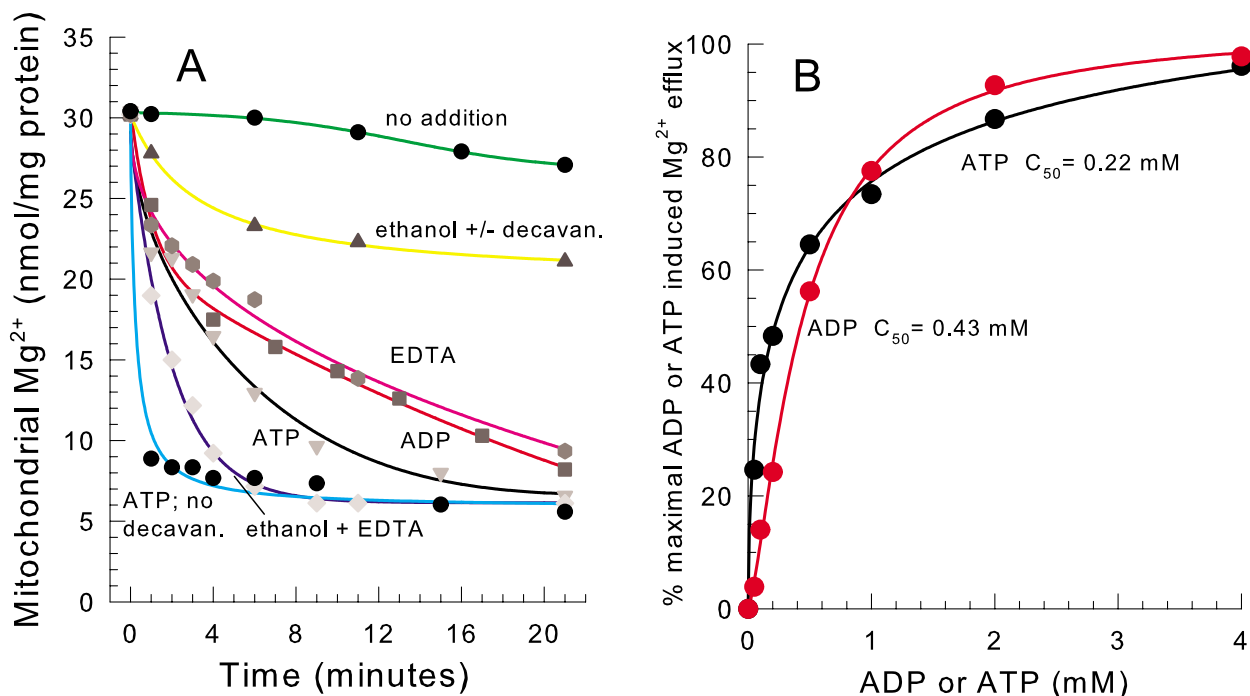 A
Mitochondrial Mg²⁺ (nmol/mg protein)
35
30
25
20
15
10
5
0
no addition
ethanol +/- decavan.
EDTA
ATP
ADP
ATP; no
decavan.
ethanol + EDTA
0
4
8
12
16
20
Time (minutes)
B
% maximal ADP or ATP induced Mg²⁺ efflux
100
80
60
40
20
0
ATP C₅₀= 0.22 mM
ADP C₅₀= 0.43 mM
0
1
2
3
4
ADP or ATP (mM)